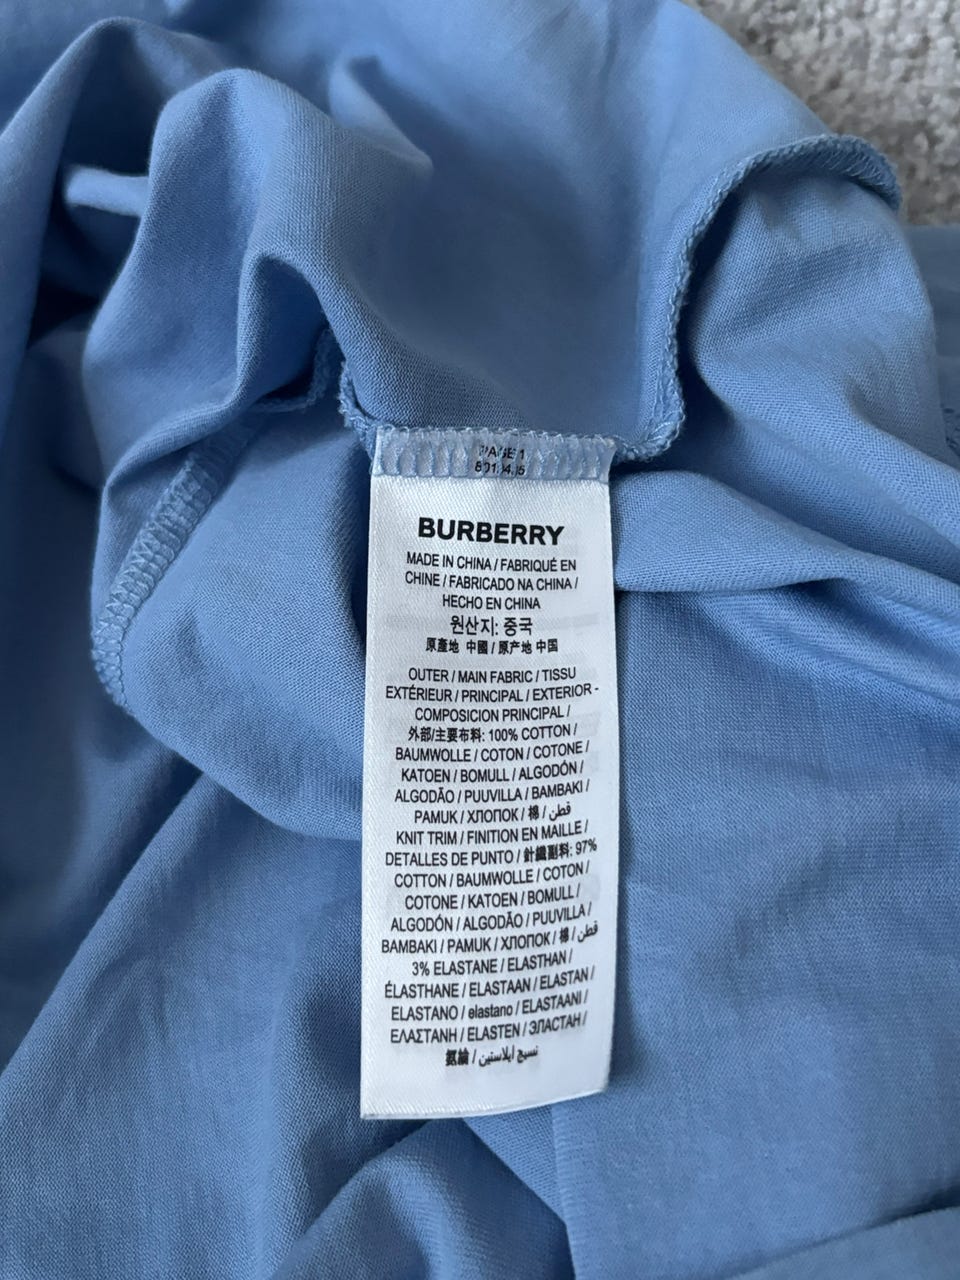 PAGE 1
BURBERRY
MADE IN CHINA / FABRIQUÉ EN
CHINE / FABRICADO NA CHINA /
HECHO EN CHINA
원산지: 중국
原產地 中國 / 原产地 中国
OUTER / MAIN FABRIC / TISSU
EXTÉRIEUR / PRINCIPAL / EXTERIOR -
COMPOSICION PRINCIPAL /
外部/主要布料: 100% COTTON /
BAUMWOLLE / COTON / COTONE /
KATOEN / BOMULL / ALGODÓN /
ALGODÃO / PUUVILLA / ΒΑΜΒΑΚΙ /
PAMUK / ХЛОПОК / 棉 / قطن /
KNIT TRIM / FINITION EN MAILLE /
DETALLES DE PUNTO / 針織副料: 97%
COTTON / BAUMWOLLE / COTON /
COTONE / KATOEN / BOMULL /
ALGODÓN / ALGODÃO / PUUVILLA /
ΒΑΜΒΑΚΙ / PAMUK / ХЛОПОК / 棉 / قطن /
3% ELASTANE / ELASTHAN /
ÉLASTHANE / ELASTAAN / ELASTAN /
ELASTANO / elastano / ELASTAANI /
ΕΛΑΣΤΑΝΗ / ELASTEN / ЭЛАСТАН /
氨綸 / نسيج ايلاستين